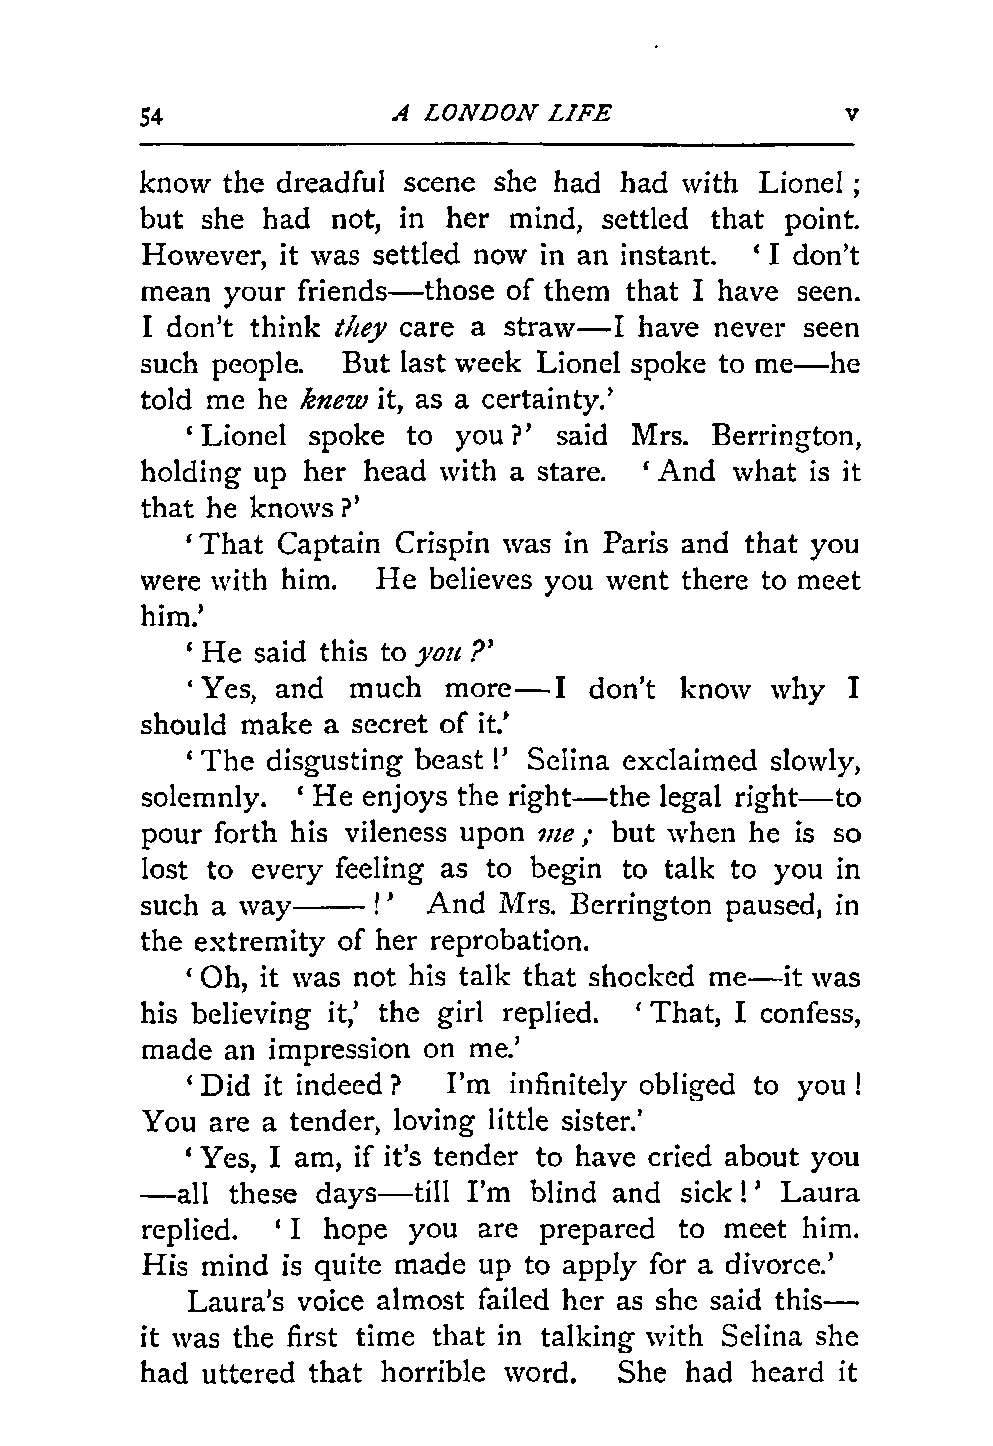 54 A LONDON LIFE V
know the dreadful scene she had had with Lionel ;
but she had not, in her mind, settled that point.
However, it was settled now in an instant. ‘ I don’t
mean your friends—those of them that I have seen.
I don’t think they care a straw—I have never seen
such people. But last week Lionel spoke to me—he
told me he knew it, as a certainty.’
‘ Lionel spoke to you ?’ said Mrs. Berrington,
holding up her head with a stare. ‘ And what is it
that he knows ?’
‘ That Captain Crispin was in Paris and that you
were with him. He believes you went there to meet
him.’
‘ He said this to you ?’
‘ Yes, and much more—I don’t know why I
should make a secret of it.’
‘ The disgusting beast !’ Selina exclaimed slowly,
solemnly. ‘ He enjoys the right—the legal right—to
pour forth his vileness upon me ; but when he is so
lost to every feeling as to begin to talk to you in
such a way—— !’ And Mrs. Berrington paused, in
the extremity of her reprobation.
‘ Oh, it was not his talk that shocked me—it was
his believing it,’ the girl replied. ‘ That, I confess,
made an impression on me.’
‘ Did it indeed ? I’m infinitely obliged to you !
You are a tender, loving little sister.’
‘ Yes, I am, if it’s tender to have cried about you
—all these days—till I’m blind and sick !’ Laura
replied. ‘ I hope you are prepared to meet him.
His mind is quite made up to apply for a divorce.’
Laura’s voice almost failed her as she said this—
it was the first time that in talking with Selina she
had uttered that horrible word. She had heard it